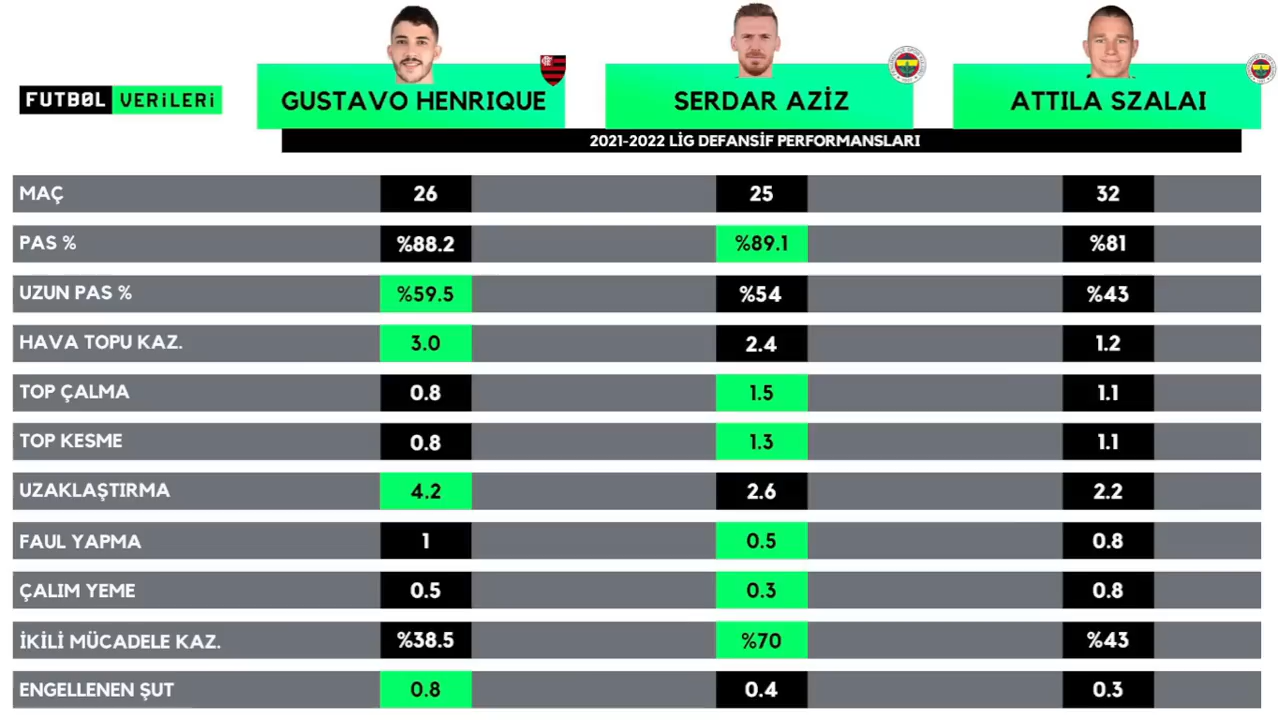 FUTBOL VERİLERİ
GUSTAVO HENRIQUE
SERDAR AZİZ
ATTILA SZALAI
2021-2022 LİG DEFANSİF PERFORMANSLARI
MAÇ 26 25 32
PAS % %88.2 %89.1 %81
UZUN PAS % %59.5 %54 %43
HAVA TOPU KAZ. 3.0 2.4 1.2
TOP ÇALMA 0.8 1.5 1.1
TOP KESME 0.8 1.3 1.1
UZAKLAŞTIRMA 4.2 2.6 2.2
FAUL YAPMA 1 0.5 0.8
ÇALIM YEME 0.5 0.3 0.8
İKİLİ MÜCADELE KAZ. %38.5 %70 %43
ENGELLENEN ŞUT 0.8 0.4 0.3